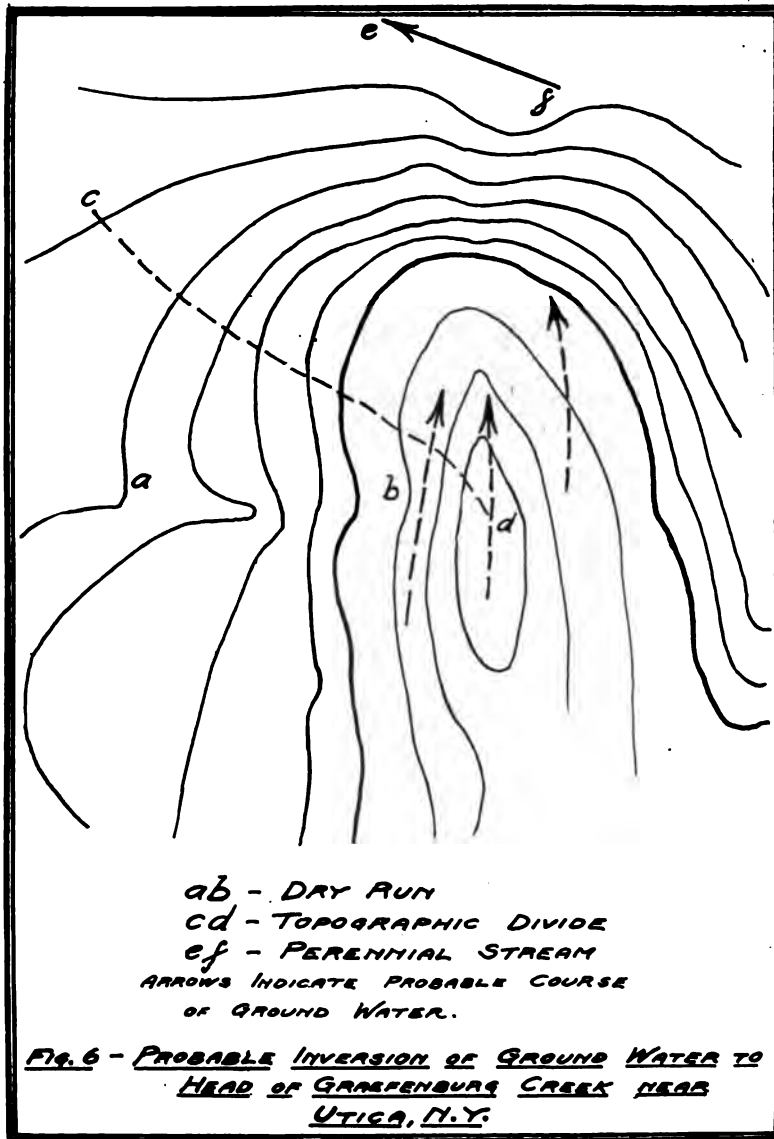 e
f
c
a
b
d
ab - DRY RUN
cd - TOPOGRAPHIC DIVIDE
ef - PERENNIAL STREAM
ARROWS INDICATE PROBABLE COURSE
OF GROUND WATER.
FIG. 6 - PROBABLE INVERSION OF GROUND WATER TO
HEAD OF GRAEFENBURG CREEK NEAR
UTICA, N.Y.